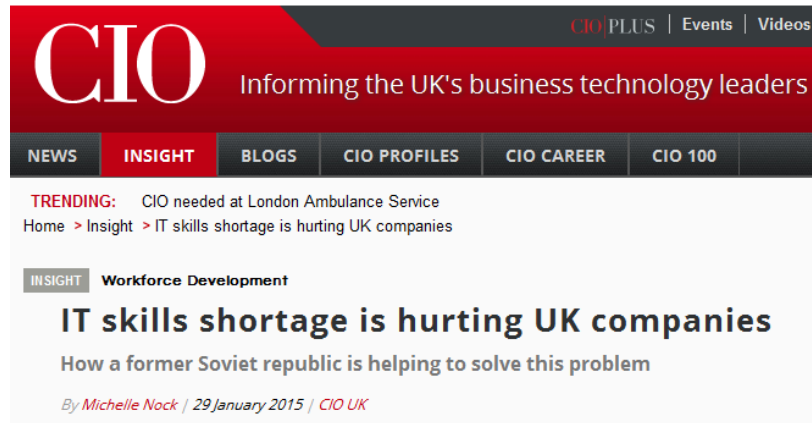 CIO PLUS | Events | Videos
CIO
Informing the UK's business technology leaders
NEWS INSIGHT BLOGS CIO PROFILES CIO CAREER CIO 100
TRENDING: CIO needed at London Ambulance Service
Home > Insight > IT skills shortage is hurting UK companies
INSIGHT Workforce Development
IT skills shortage is hurting UK companies
How a former Soviet republic is helping to solve this problem
By Michelle Nock | 29 January 2015 | CIO UK